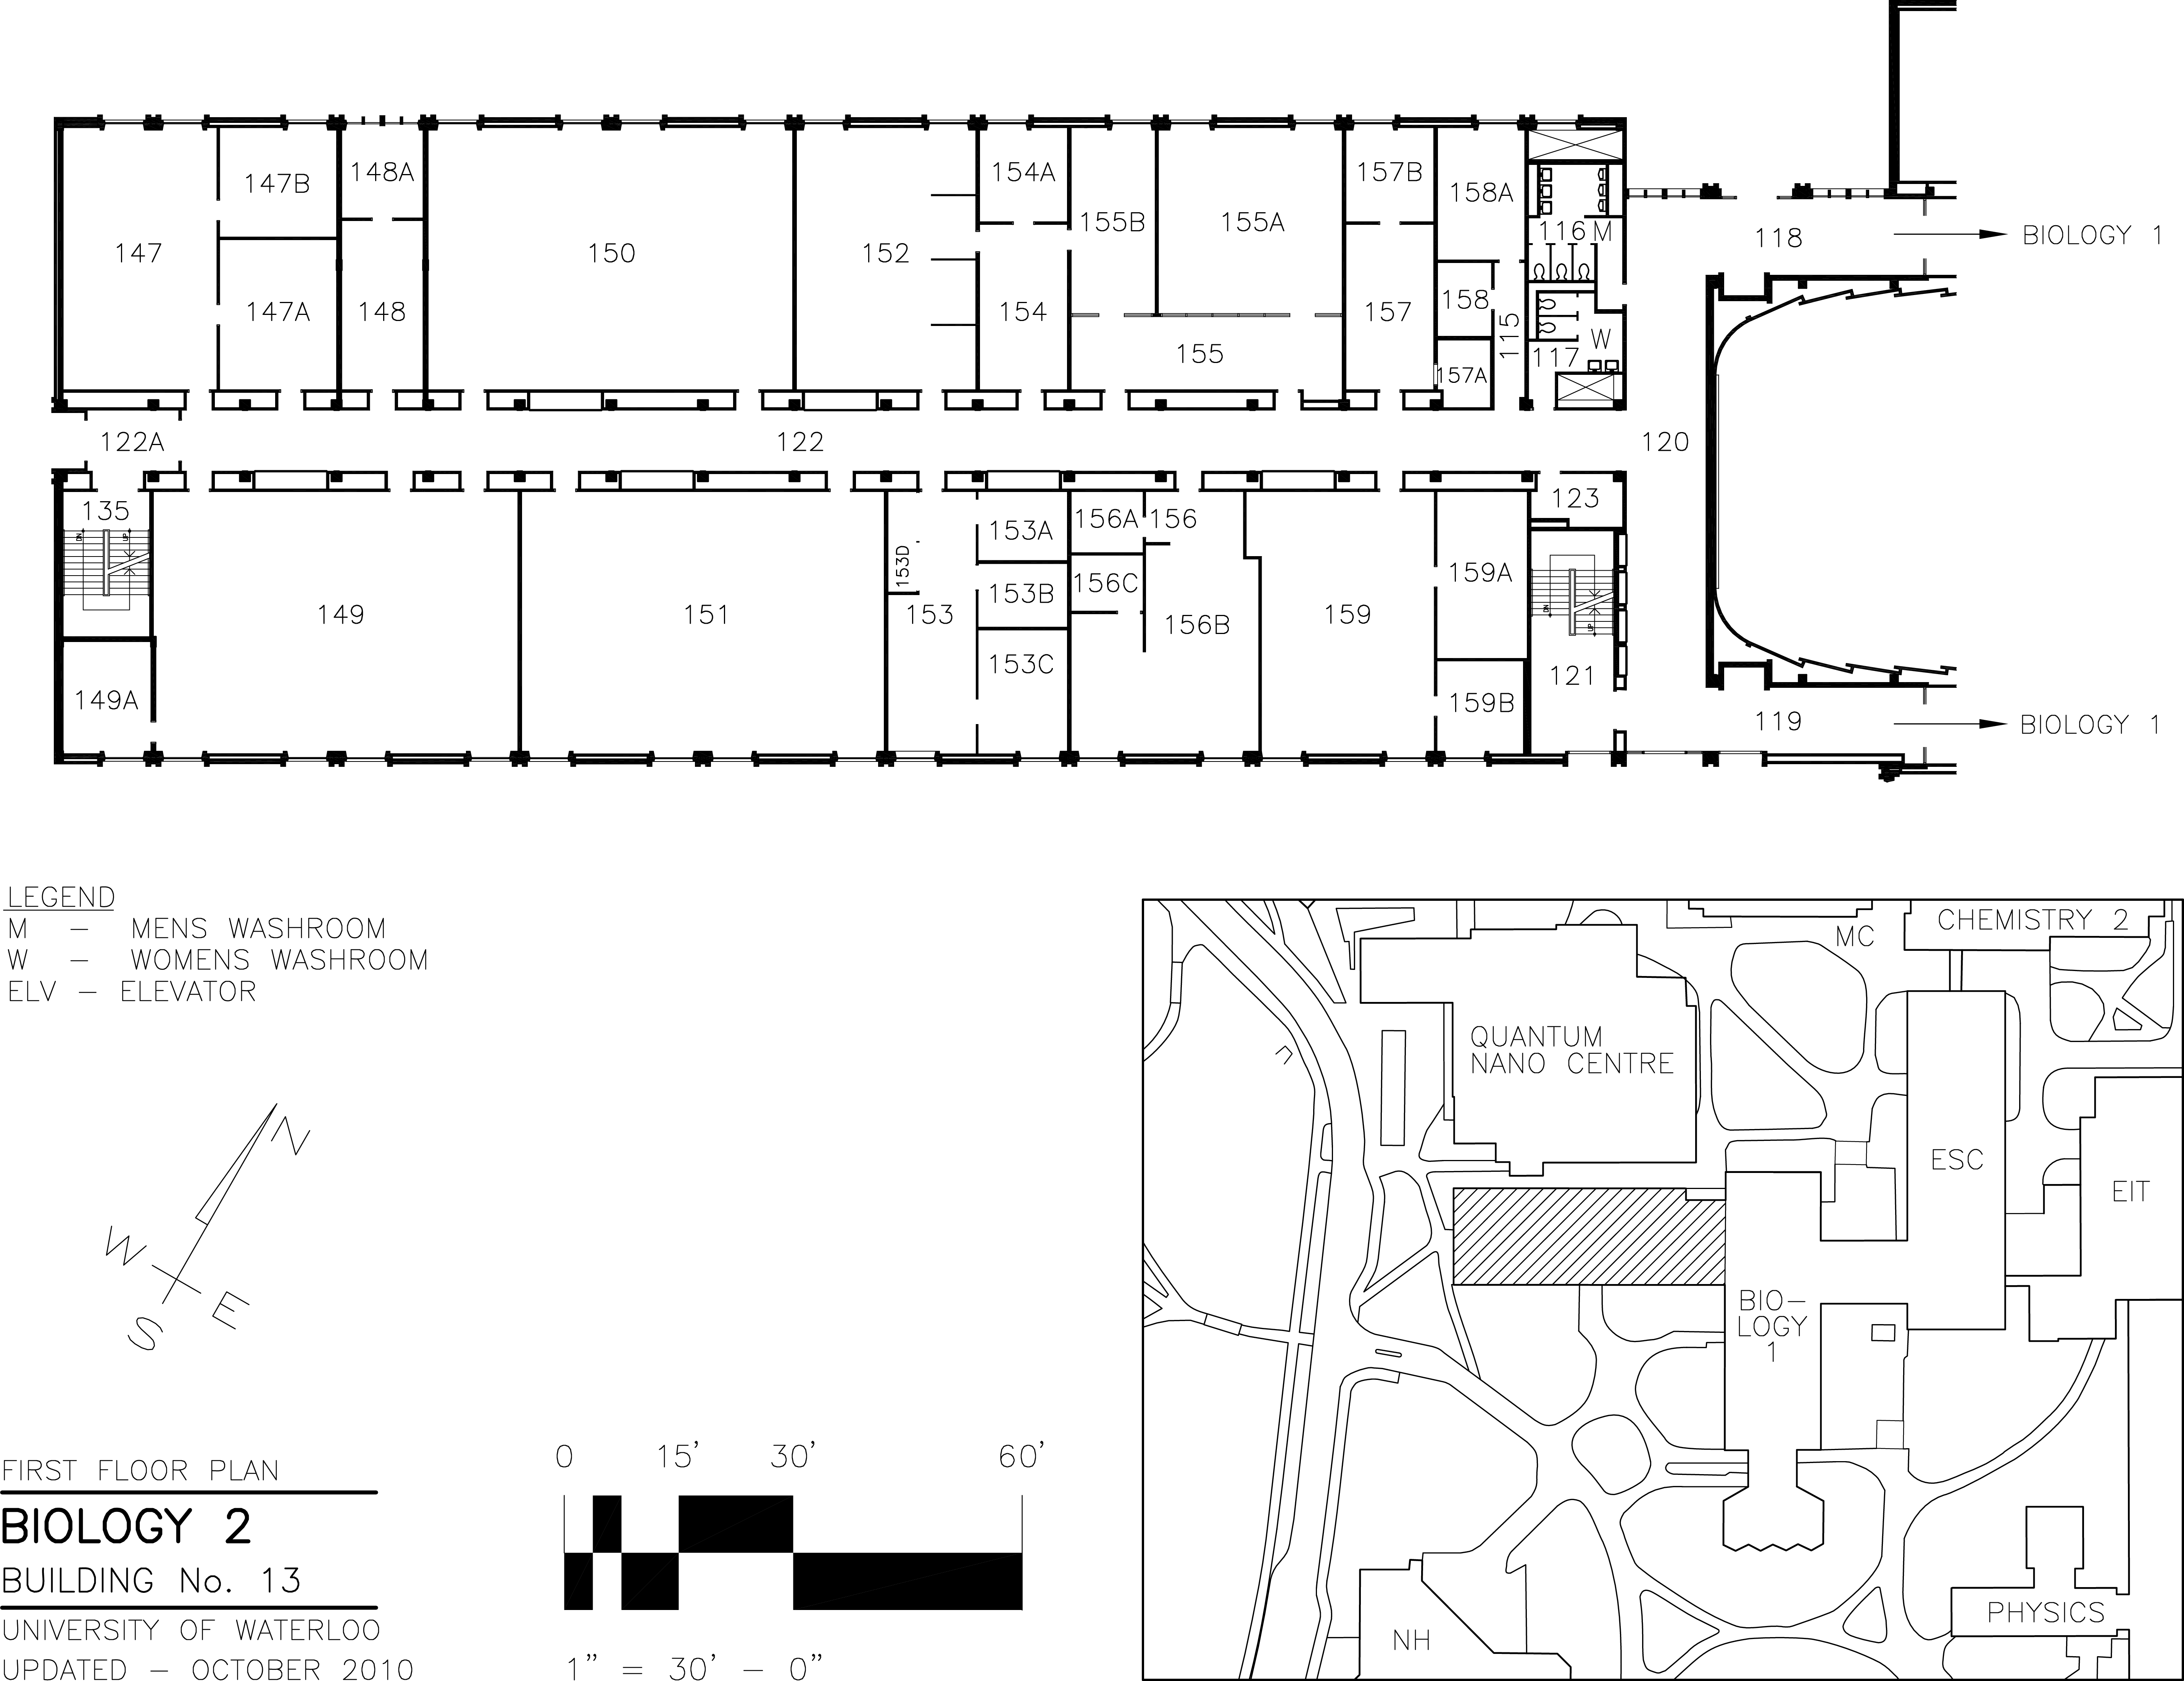 147
147B
147A
148A
148
150
152
154A
154
155B
155A
155
157B
157
158A
158
157A
115
116 M
117
W
118
BIOLOGY 1
120
122A
122
135
DN
UP
149
149A
151
153D
153
153A
153B
153C
156A
156
156C
156B
159
159A
159B
123
DN
UP
121
119
BIOLOGY 1
LEGEND
M – MENS WASHROOM
W – WOMENS WASHROOM
ELV – ELEVATOR
N
W
E
S
FIRST FLOOR PLAN
BIOLOGY 2
BUILDING No. 13
UNIVERSITY OF WATERLOO
UPDATED – OCTOBER 2010
0 15' 30' 60'
1" = 30' – 0"
MC
CHEMISTRY 2
QUANTUM
NANO CENTRE
ESC
EIT
BIO–
LOGY
1
PHYSICS
NH